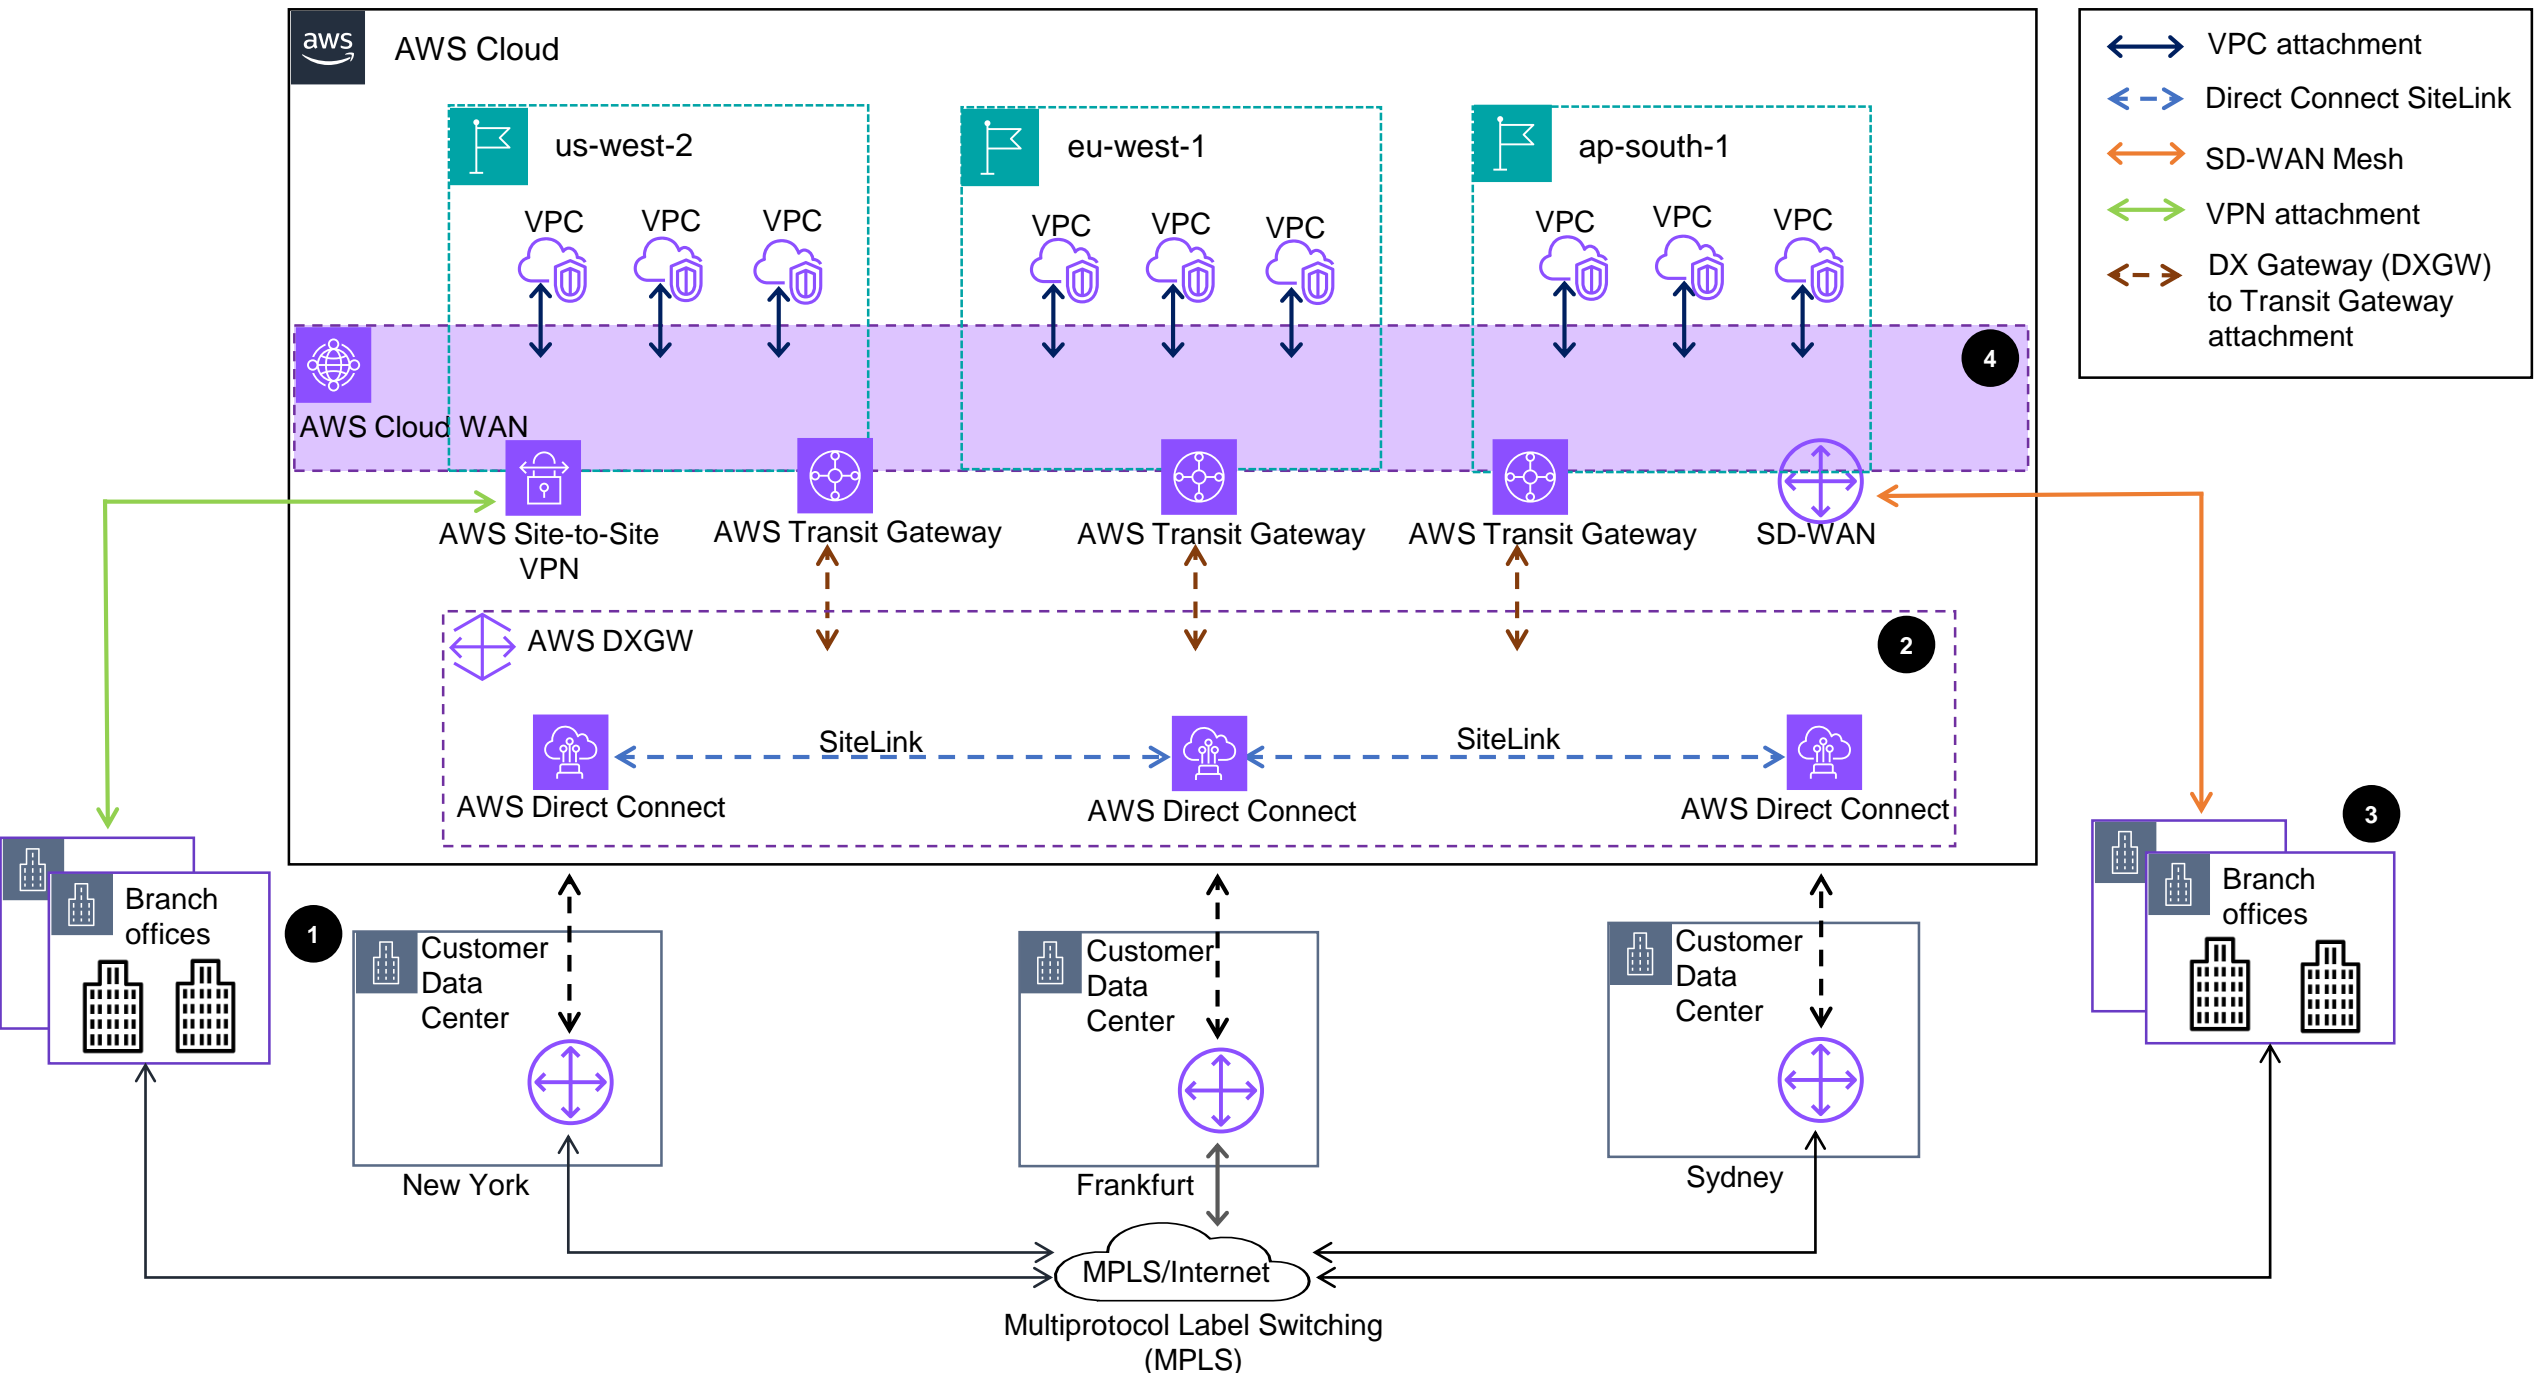 aws
AWS Cloud
VPC attachment
Direct Connect SiteLink
SD-WAN Mesh
VPN attachment
DX Gateway (DXGW)
to Transit Gateway
attachment
us-west-2
eu-west-1
ap-south-1
VPC
VPC
VPC
VPC
VPC
VPC
VPC
VPC
VPC
4
AWS Cloud WAN
AWS Site-to-Site
VPN
AWS Transit Gateway
AWS Transit Gateway
AWS Transit Gateway
SD-WAN
AWS DXGW
2
SiteLink
SiteLink
AWS Direct Connect
AWS Direct Connect
AWS Direct Connect
3
Branch
offices
1
Customer
Data
Center
Customer
Data
Center
Customer
Data
Center
Branch
offices
New York
Frankfurt
Sydney
MPLS/Internet
Multiprotocol Label Switching
(MPLS)